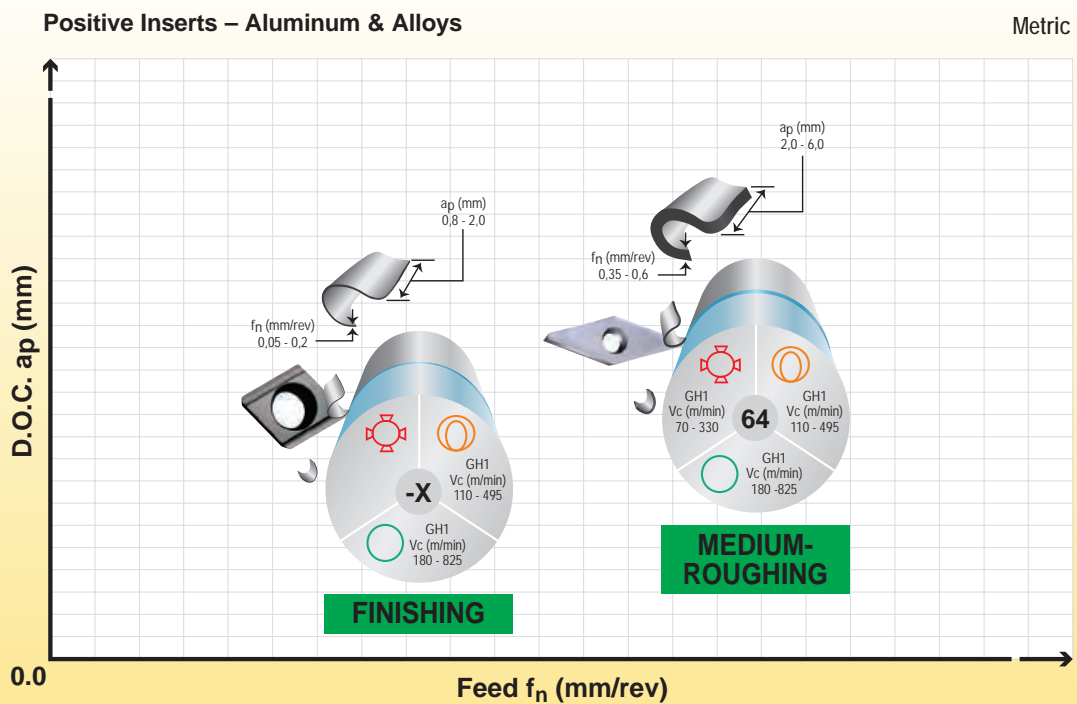 Positive Inserts – Aluminum & Alloys
Metric
D.O.C. ap (mm)
ap (mm)
0,8 - 2,0
fn (mm/rev)
0,05 - 0,2
GH1
Vc (m/min)
110 - 495
-X
GH1
Vc (m/min)
180 - 825
FINISHING
ap (mm)
2,0 - 6,0
fn (mm/rev)
0,35 - 0,6
GH1
Vc (m/min)
70 - 330
GH1
Vc (m/min)
110 - 495
64
GH1
Vc (m/min)
180 -825
MEDIUM-
ROUGHING
0.0
Feed fn (mm/rev)